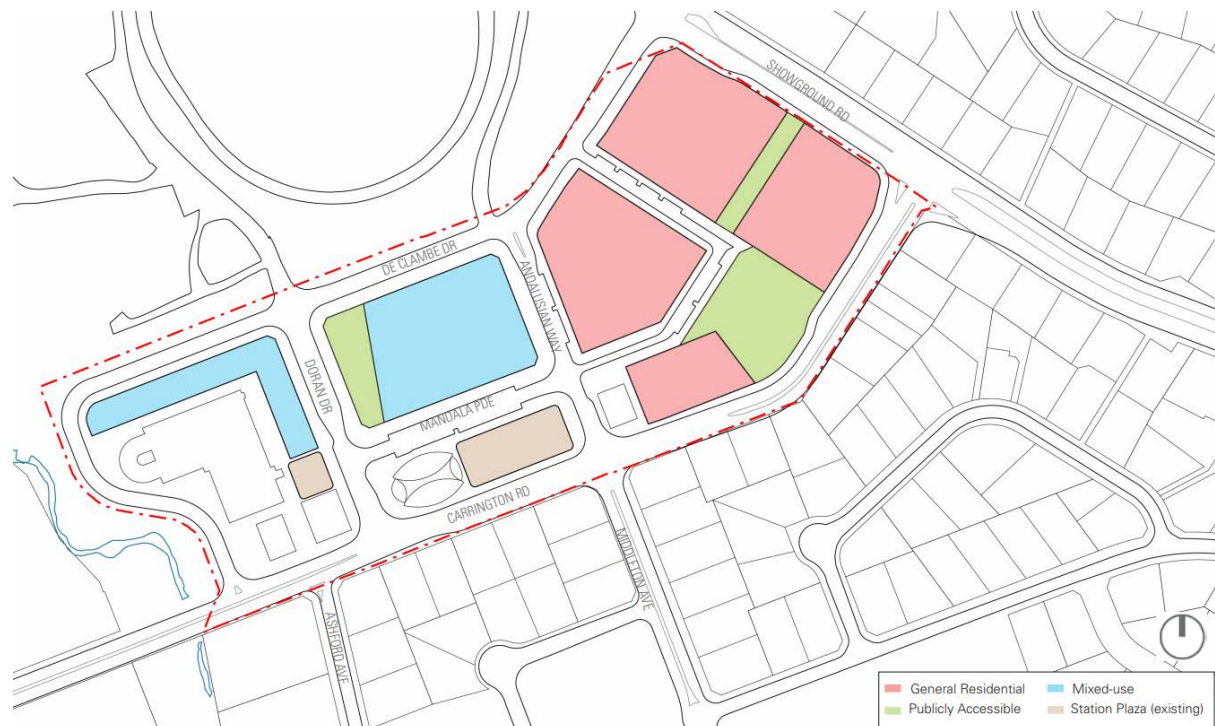 SHOWGROUND RD
DE CLAMBE DR
ANDALUSIAN WAY
DORAN DR
MANDALA PDE
CARRINGTON RD
MIDDLETON AVE
ASHFORD AVE
General Residential
Mixed-use
Publicly Accessible
Station Plaza (existing)